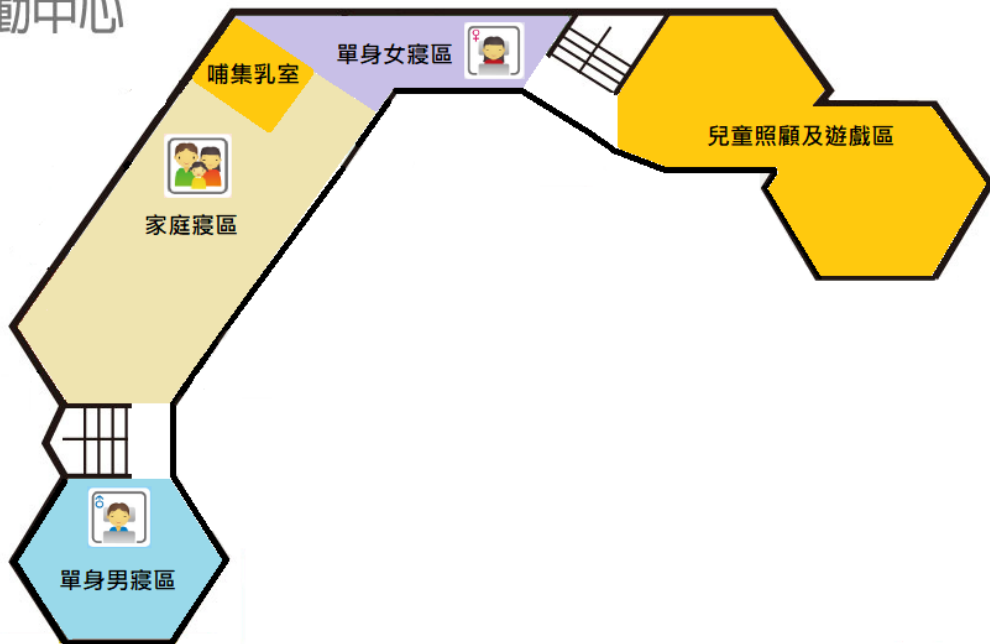 動中心
單身女寢區
哺集乳室
兒童照顧及遊戲區
家庭寢區
單身男寢區